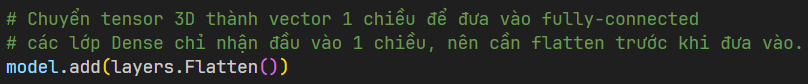 # Chuyển tensor 3D thành vector 1 chiều để đưa vào fully-connected
# các lớp Dense chỉ nhận đầu vào 1 chiều, nên cần flatten trước khi đưa vào.
model.add(layers.Flatten())